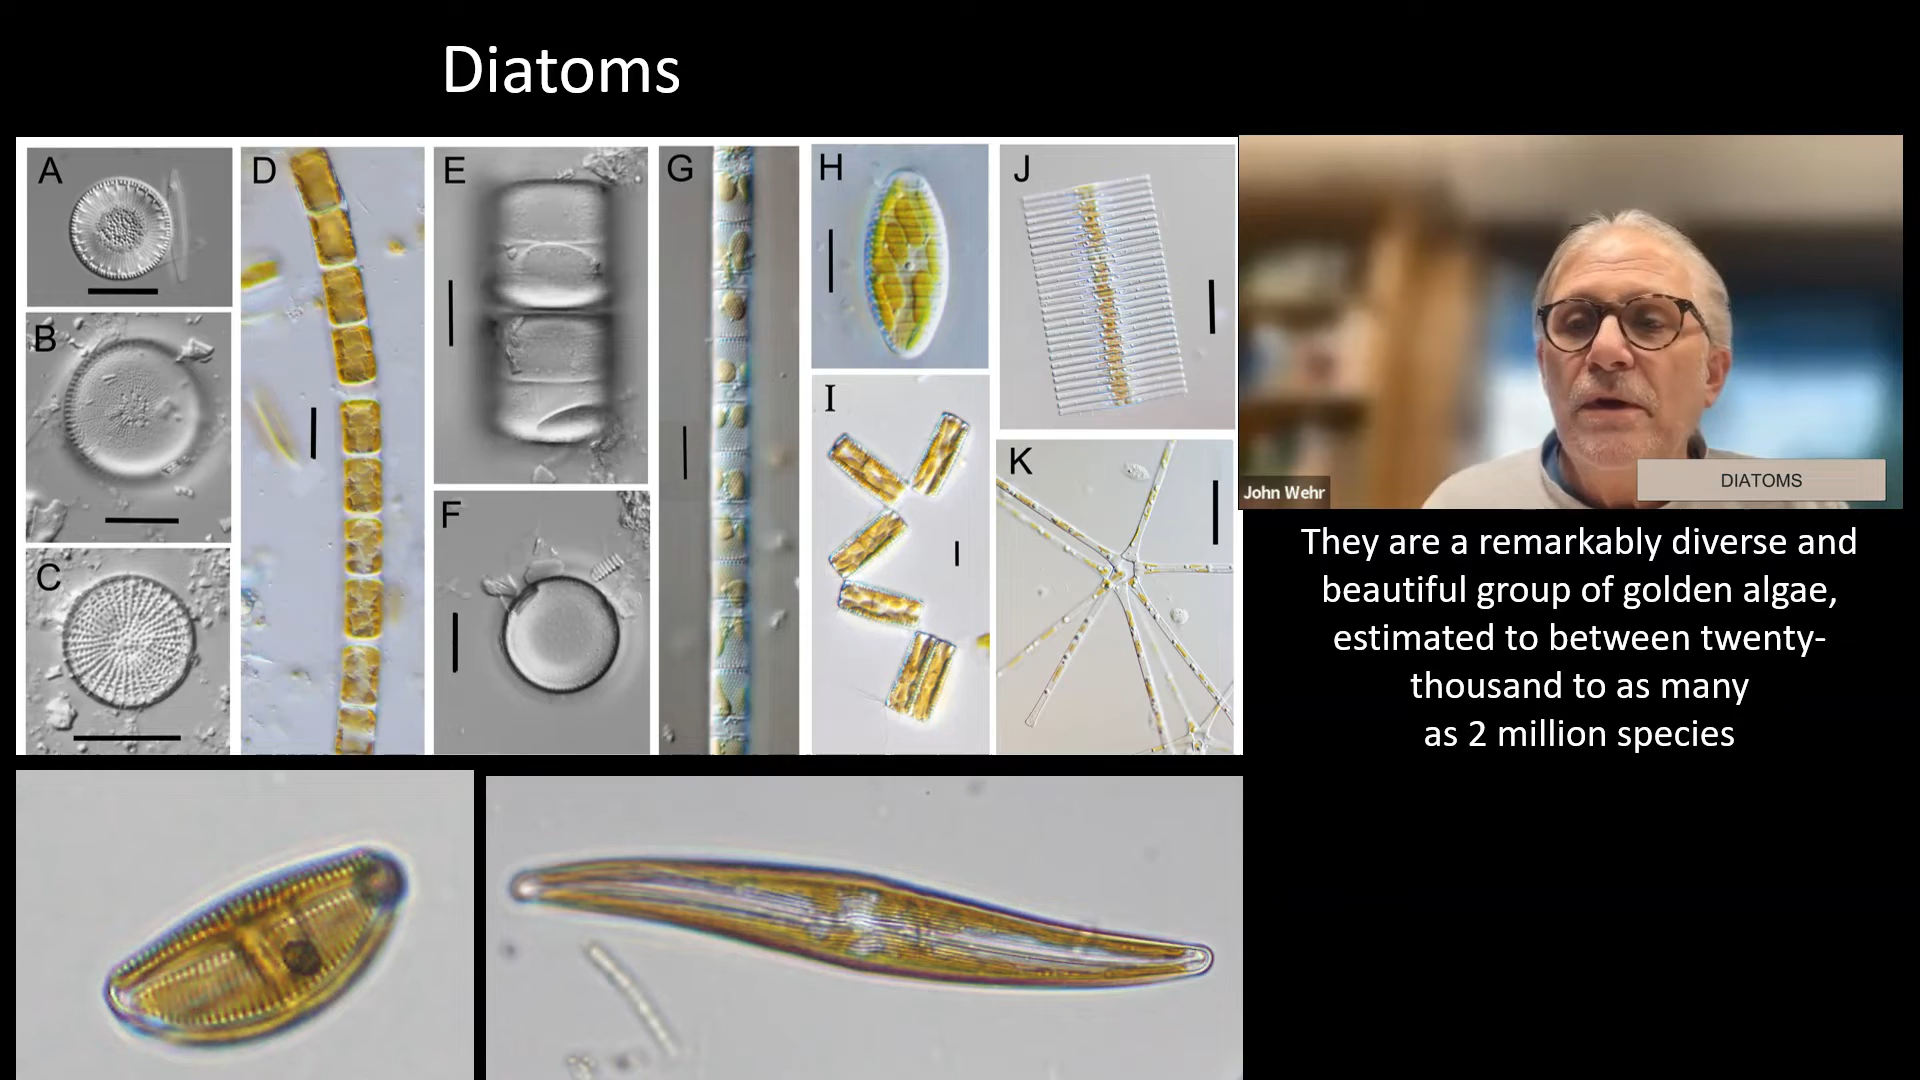 Diatoms
A
B
C
D
E
F
G
H
I
J
K
John Wehr
DIATOMS
They are a remarkably diverse and
beautiful group of golden algae,
estimated to between twenty-
thousand to as many
as 2 million species